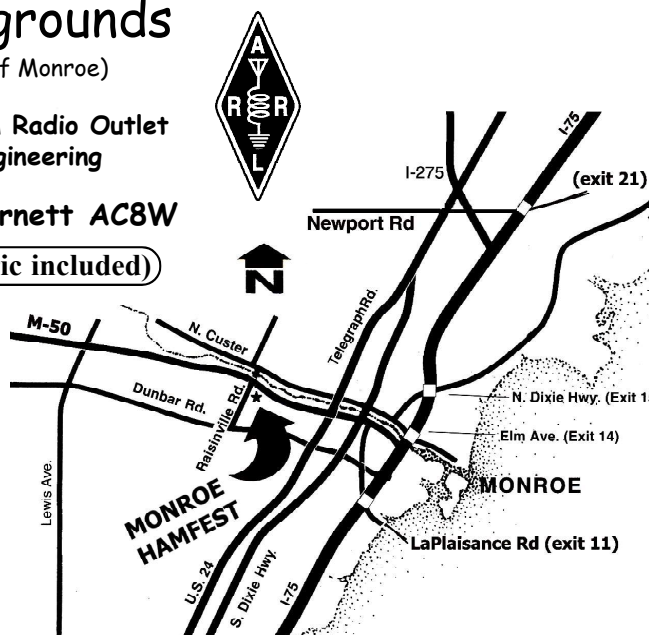 grounds
of Monroe)
Radio Outlet
gineering
rnett AC8W
ic included)
A
R R
L
N
I-75
I-275
(exit 21)
Newport Rd
M-50
N. Custer
Telegraph Rd.
Dunbar Rd.
Raisinville Rd.
N. Dixie Hwy. (Exit 1
Elm Ave. (Exit 14)
Lewis Ave.
MONROE
HAMFEST
MONROE
LaPlaisance Rd (exit 11)
U.S. 24
S. Dixie Hwy.
I-75